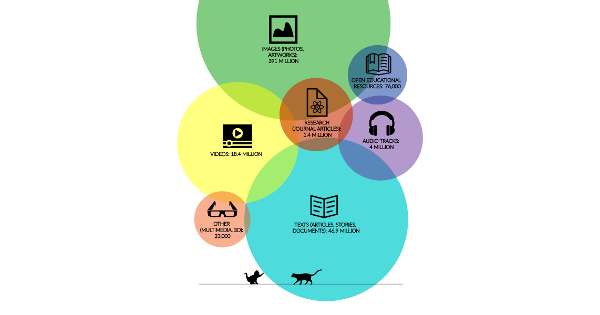 IMAGES (PHOTOS,
ARTWORKS):
391 MILLION
OPEN EDUCATIONAL
RESOURCES: 76,000
RESEARCH
(JOURNAL ARTICLES):
1.4 MILLION
AUDIO TRACKS:
4 MILLION
VIDEOS: 18.4 MILLION
OTHER
(MULTIMEDIA, 3D):
23,000
TEXTS (ARTICLES, STORIES,
DOCUMENTS): 46.9 MILLION